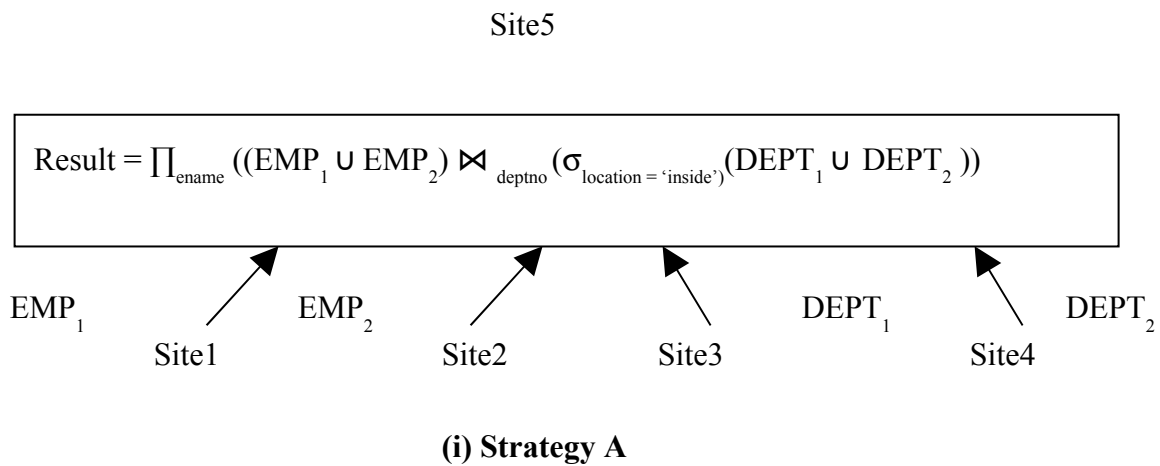 Site5
Result = ∏ename ((EMP₁ ∪ EMP₂) ⋈ deptno (σlocation = ‘inside’)(DEPT₁ ∪ DEPT₂ ))
EMP₁ EMP₂ DEPT₁ DEPT₂
Site1 Site2 Site3 Site4
(i) Strategy A